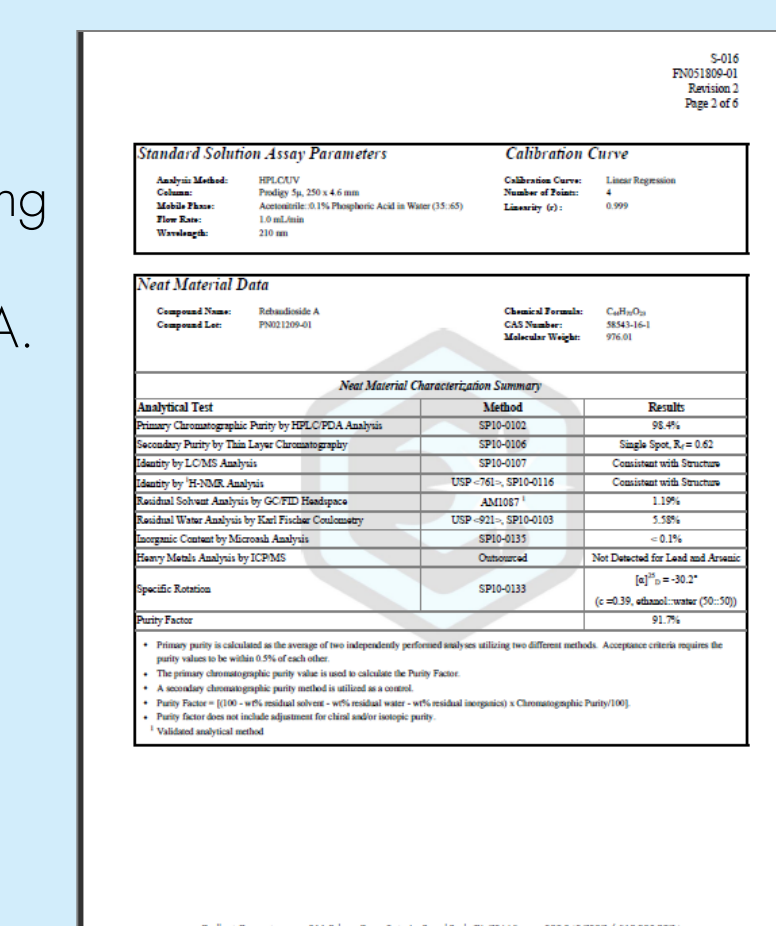 ng
A.
S-016
FN051809-01
Revision 2
Page 2 of 6
Standard Solution Assay Parameters
Calibration Curve
Analysis Method: HPLC/UV
Column: Prodigy 5μ, 250 x 4.6 mm
Mobile Phase: Acetonitrile::0.1% Phosphoric Acid in Water (35::65)
Flow Rate: 1.0 mL/min
Wavelength: 210 nm
Calibration Curve: Linear Regression
Number of Points: 4
Linearity (r) : 0.999
Neat Material Data
Compound Name: Rebaudioside A
Compound Lot: PN021209-01
Chemical Formula:
CAS Number: 58543-16-1
Molecular Weight: 976.01
Neat Material Characterization Summary
Analytical Test Method Results
Primary Chromatographic Purity by HPLC/PDA Analysis SP10-0102 98.4%
Secondary Purity by Thin Layer Chromatography SP10-0106 Single Spot, Rf = 0.62
Identity by LC/MS Analysis SP10-0107 Consistent with Structure
Identity by ¹H-NMR Analysis USP <761>, SP10-0116 Consistent with Structure
Residual Solvent Analysis by GC/FID Headspace AM1087 ¹ 1.19%
Residual Water Analysis by Karl Fischer Coulometry USP <921>, SP10-0103 5.58%
Inorganic Content by Microash Analysis SP10-0135 < 0.1%
Heavy Metals Analysis by ICP/MS Outsourced Not Detected for Lead and Arsenic
Specific Rotation SP10-0133 [α]²⁵D = -30.2°
(c =0.39, ethanol::water (50::50))
Purity Factor 91.7%
• Primary purity is calculated as the average of two independently performed analyses utilizing two different methods. Acceptance criteria requires the
purity values to be within 0.5% of each other.
• The primary chromatographic purity value is used to calculate the Purity Factor.
• A secondary chromatographic purity method is utilized as a control.
• Purity Factor = [(100 - wt% residual solvent - wt% residual water - wt% residual inorganics) x Chromatographic Purity/100].
• Purity factor does not include adjustment for chiral and/or isotopic purity.
¹ Validated analytical method